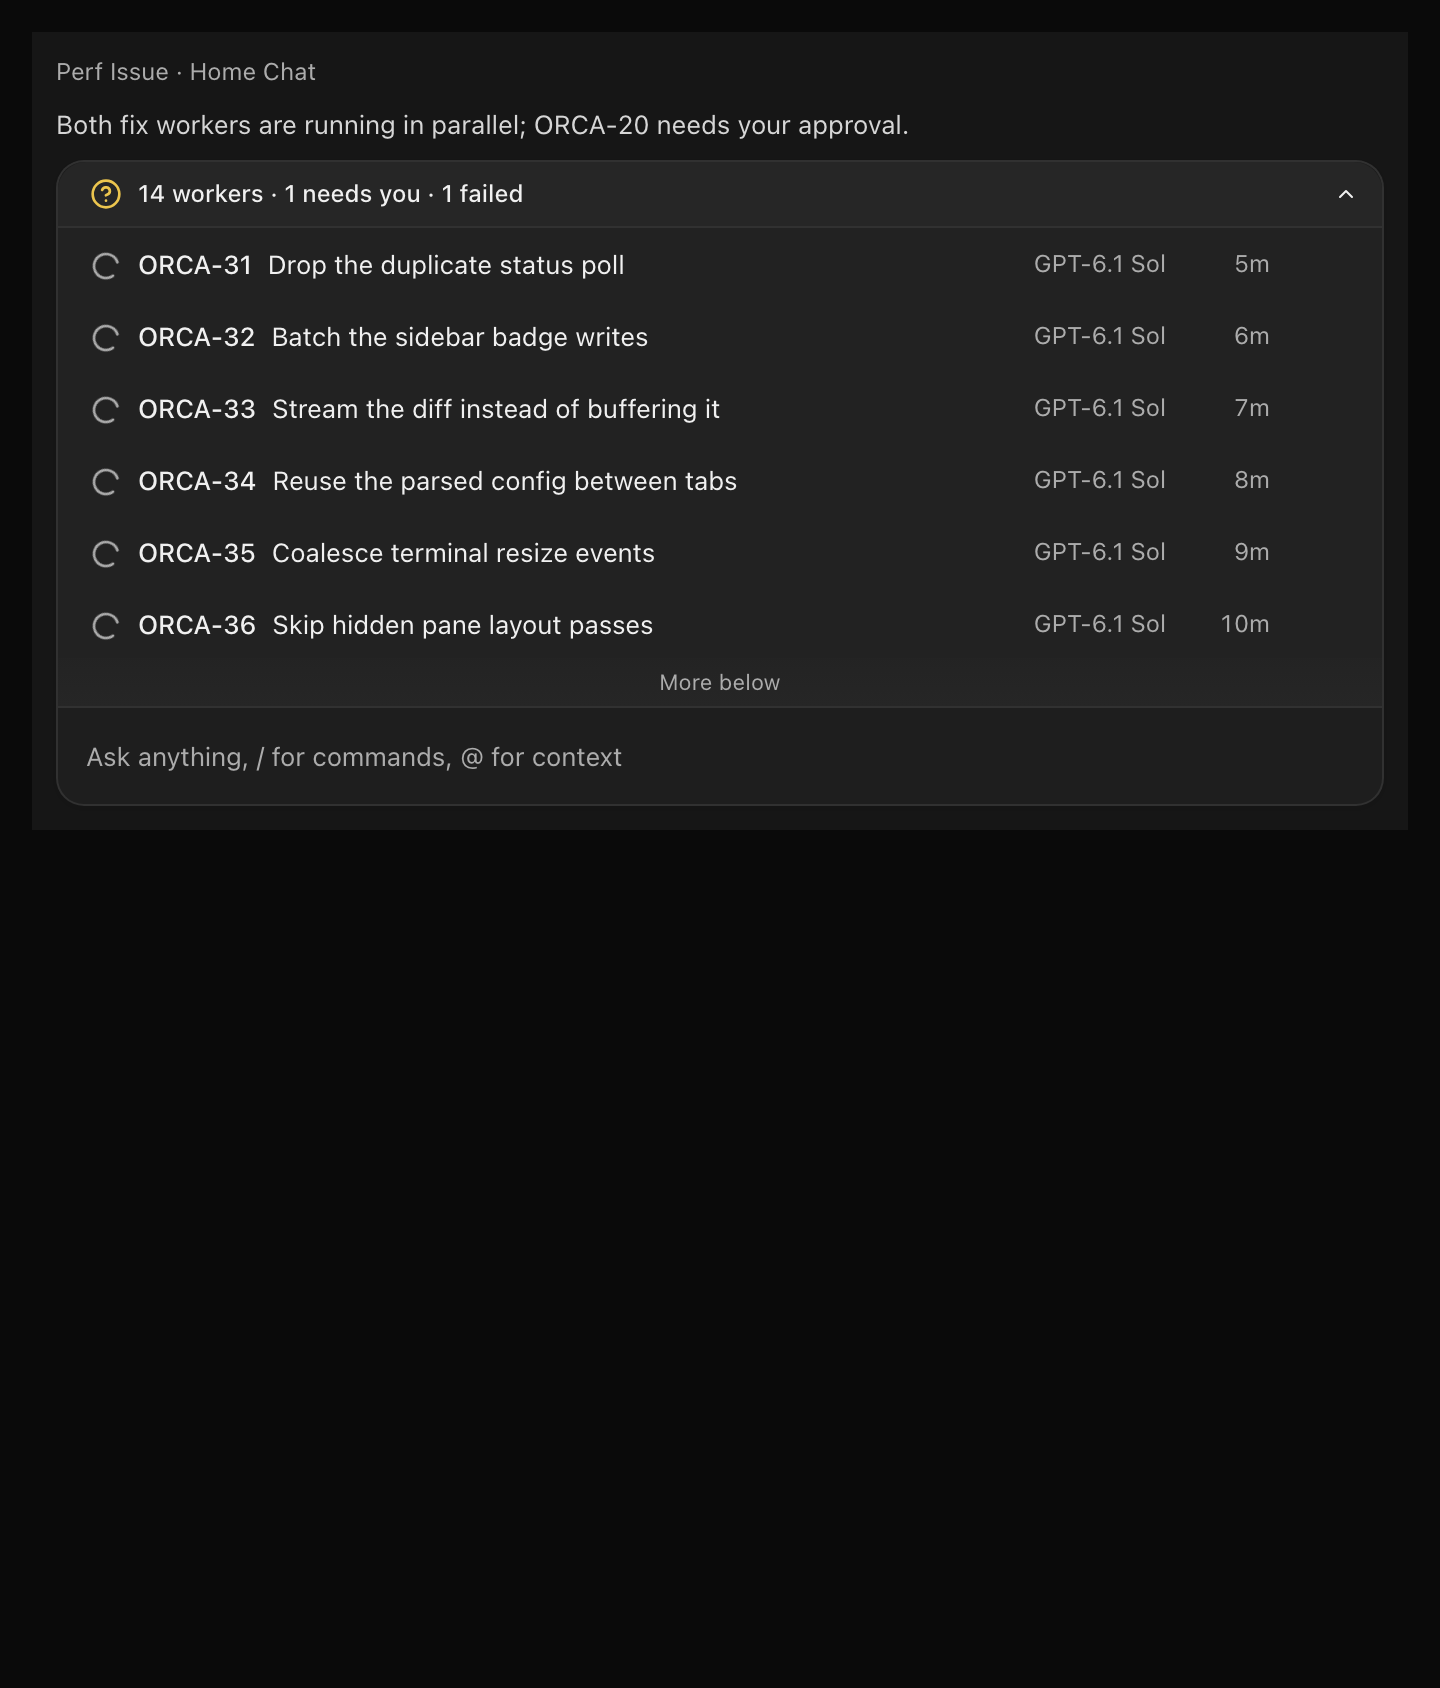 Perf Issue · Home Chat
Both fix workers are running in parallel; ORCA-20 needs your approval.
14 workers · 1 needs you · 1 failed
ORCA-31 Drop the duplicate status poll GPT-6.1 Sol 5m
ORCA-32 Batch the sidebar badge writes GPT-6.1 Sol 6m
ORCA-33 Stream the diff instead of buffering it GPT-6.1 Sol 7m
ORCA-34 Reuse the parsed config between tabs GPT-6.1 Sol 8m
ORCA-35 Coalesce terminal resize events GPT-6.1 Sol 9m
ORCA-36 Skip hidden pane layout passes GPT-6.1 Sol 10m
More below
Ask anything, / for commands, @ for context